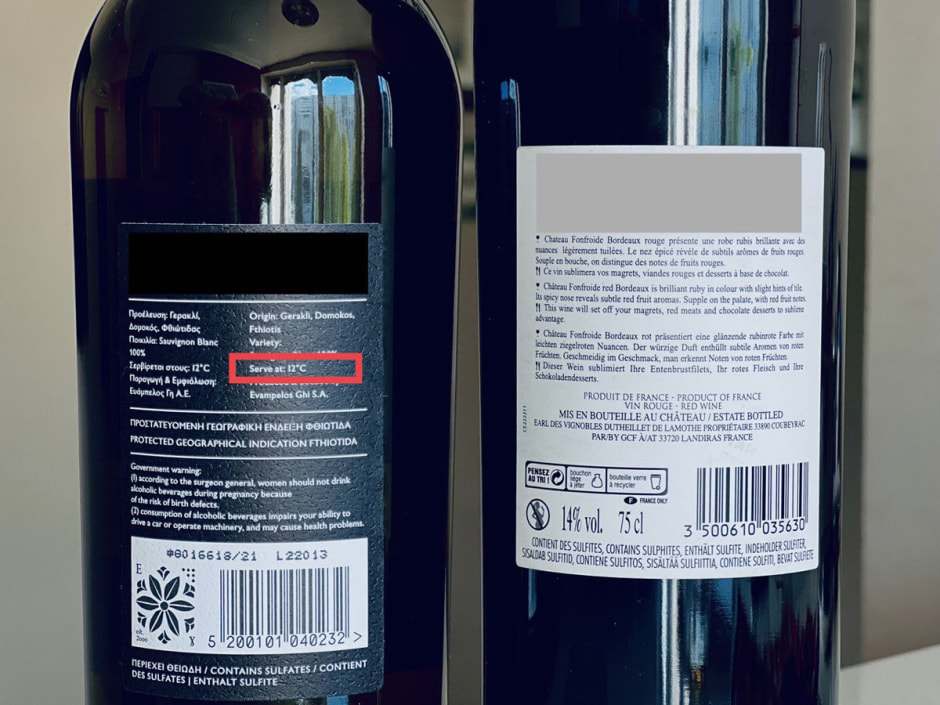 Προέλευση: Γερακλί,
Δομοκός, Φθιώτιδας
Ποικιλία: Sauvignon Blanc
100%
Σερβίρεται στους: 12°C
Παραγωγή & Εμφιάλωση:
Ευάμπελος Γη Α.Ε.
Origin: Gerakli, Domokos,
Fthiotis
Variety:
100%
Serve at: 12°C
Evampelos Ghi S.A.
ΠΡΟΣΤΑΤΕΥΟΜΕΝΗ ΓΕΩΓΡΑΦΙΚΗ ΕΝΔΕΙΞΗ ΦΘΙΩΤΙΔΑ
PROTECTED GEOGRAPHICAL INDICATION FTHIOTIDA
Government warning:
(1) according to the surgeon general, women should not drink
alcoholic beverages during pregnancy because
of the risk of birth defects.
(2) consumption of alcoholic beverages impairs your ability to
drive a car or operate machinery, and may cause health problems.
Φ8016618/21 L22013
E
est.
2000
5 200101 040232 >
ΠΕΡΙΕΧΕΙ ΘΕΙΩΔΗ / CONTAINS SULFATES / CONTIENT
DES SULFATES | ENTHALT SULFITE
Chateau Fonfroide Bordeaux rouge présente une robe rubis brillante avec des
nuances légèrement tuilées. Le nez épicé révèle de subtils arômes de fruits rouges.
Souple en bouche, on distingue des notes de fruits rouges.
Ce vin sublimera vos magrets, viandes rouges et desserts à base de chocolat.
Chateau Fonfroide red Bordeaux is brilliant ruby in colour with slight hints of tile.
Its spicy nose reveals subtle red fruit aromas. Supple on the palate, with red fruit notes.
This wine will set off your magrets, red meats and chocolate desserts to sublime
advantage.
Château Fonfroide Bordeaux rot präsentiert eine glänzende rubinrote Farbe mit
leichten ziegelroten Nuancen. Der würzige Duft enthüllt subtile Aromen von roten
Früchten. Geschmeidig im Geschmack, man erkennt Noten von roten Früchten.
Dieser Wein sublimiert Ihre Entenbrustfilets, Ihr rotes Fleisch und Ihre
Schokoladendesserts.
PRODUIT DE FRANCE - PRODUCT OF FRANCE
VIN ROUGE - RED WINE
MIS EN BOUTEILLE AU CHÂTEAU / ESTATE BOTTLED
EARL DES VIGNOBLES DUTHEILLET DE LAMOTHE PROPRIÉTAIRE 33890 COUBEYRAC
PAR/BY GCF À/AT 33720 LANDIRAS FRANCE
PENSEZ
AU TRI !
bouchon
liège
à jeter
bouteille verre
à recycler
F FRANCE ONLY
14% vol. 75 cl
3 500610 035630
CONTIENT DES SULFITES, CONTAINS SULPHITES, ENTHÄLT SULFITE, INDEHOLDER SULFITER,
SISALDAB SULFITID, CONTIENE SULFITOS, SISÄLTÄÄ SULFIITTIA, CONTIENE SOLFITI, BEVAT SULFIETE